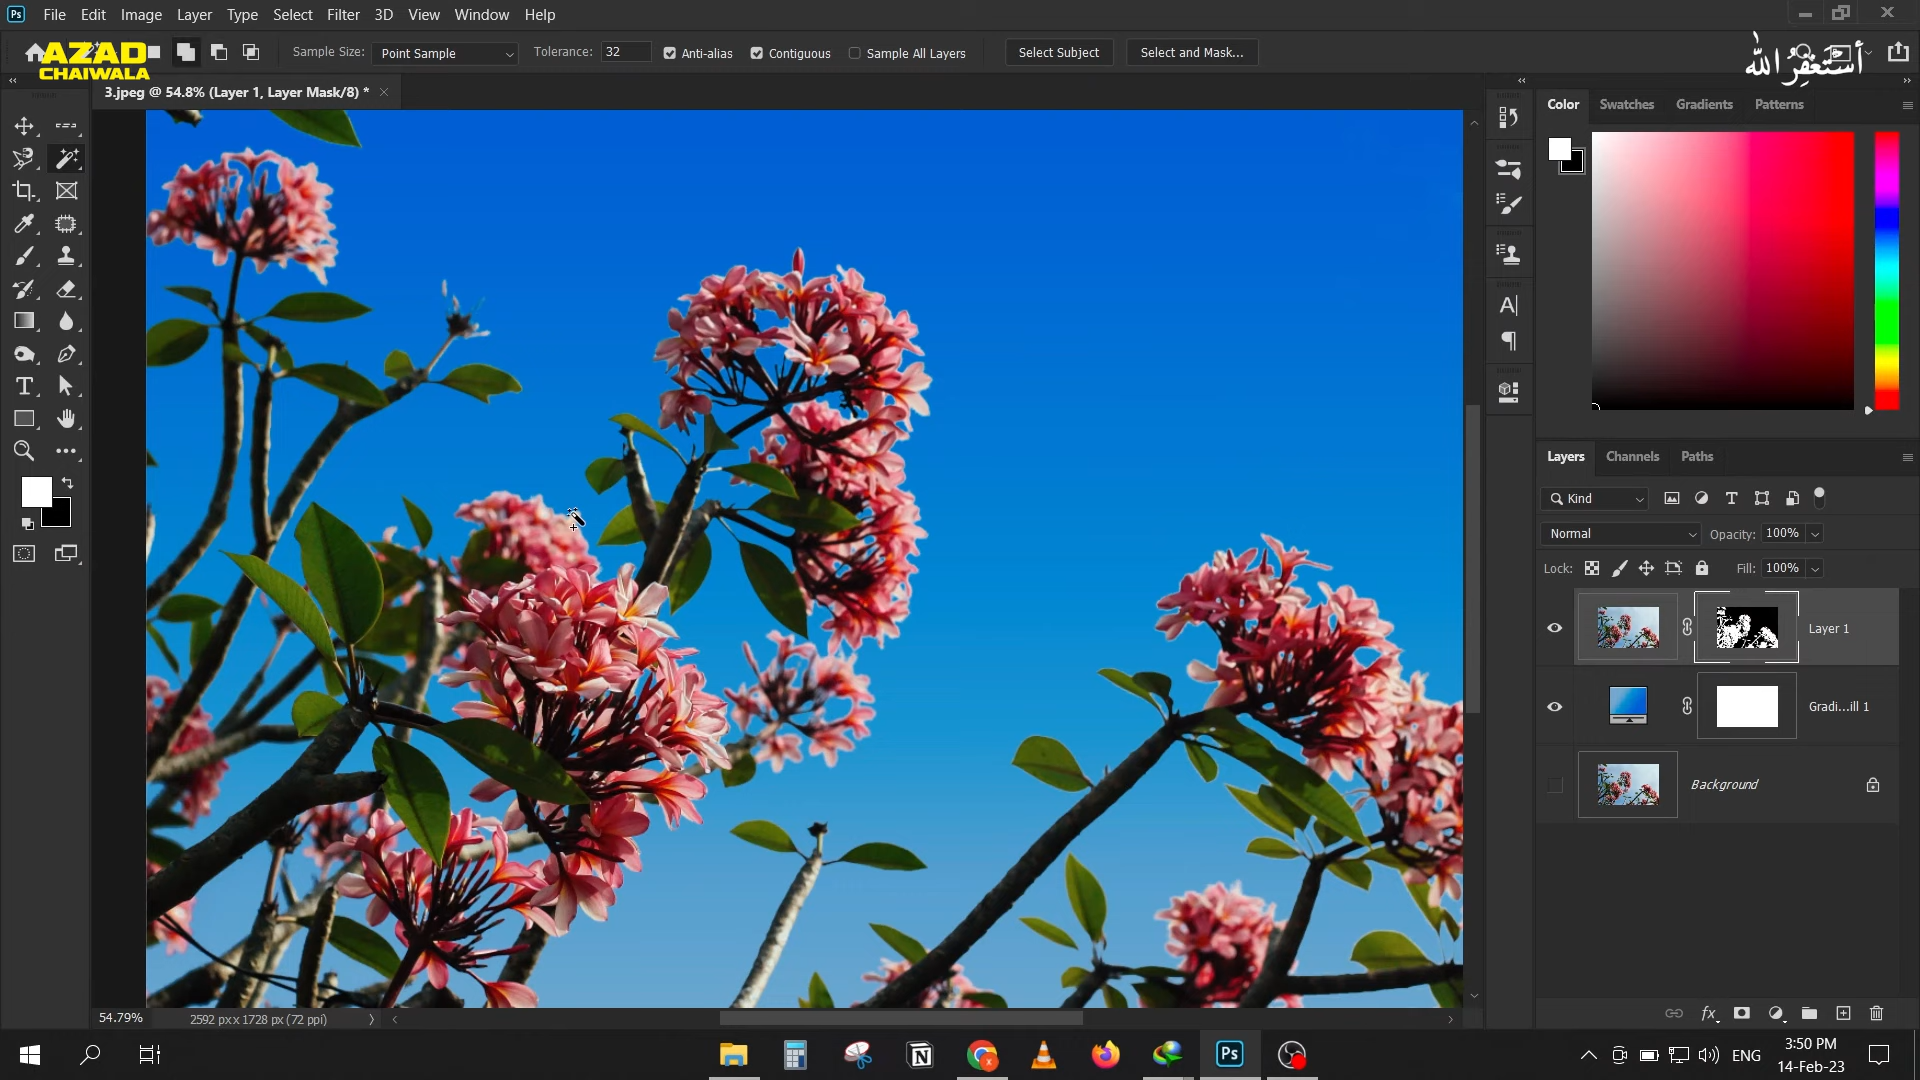 File Edit Image Layer Type Select Filter 3D View Window Help
AZAD
CHAIWALA
Sample Size: Point Sample Tolerance: 32 Anti-alias Contiguous Sample All Layers Select Subject Select and Mask...
أستغفر الله
3.jpeg @ 54.8% (Layer 1, Layer Mask/8) *
Color Swatches Gradients Patterns
Layers Channels Paths
Kind
Normal Opacity: 100%
Lock: Fill: 100%
Layer 1
Gradi...ill 1
Background
54.79% 2592 px x 1728 px (72 ppi)
ENG 3:50 PM
14-Feb-23